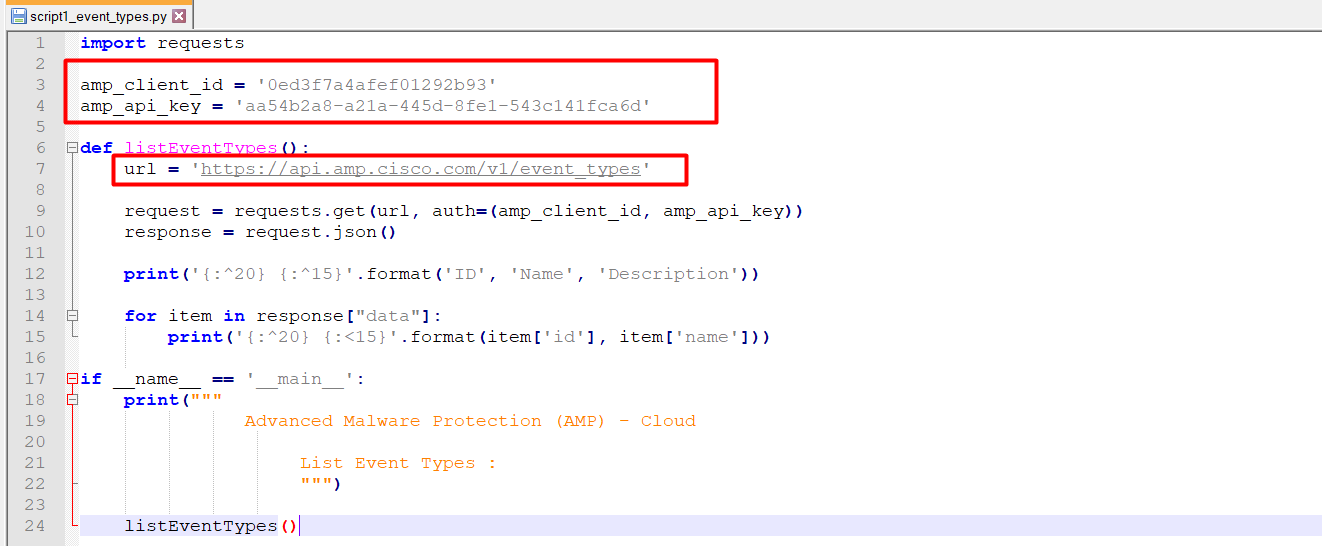 script1_event_types.py
1 import requests
2
3 amp_client_id = '0ed3f7a4afef01292b93'
4 amp_api_key = 'aa54b2a8-a21a-445d-8fe1-543c141fca6d'
5
6 def listEventTypes():
7     url = 'https://api.amp.cisco.com/v1/event_types'
8
9     request = requests.get(url, auth=(amp_client_id, amp_api_key))
10     response = request.json()
11
12     print('{:^20} {:^15}'.format('ID', 'Name', 'Description'))
13
14     for item in response["data"]:
15         print('{:^20} {:<15}'.format(item['id'], item['name']))
16
17 if __name__ == '__main__':
18     print("""
19                Advanced Malware Protection (AMP) - Cloud
20
21                     List Event Types :
22                     """)
23
24     listEventTypes()